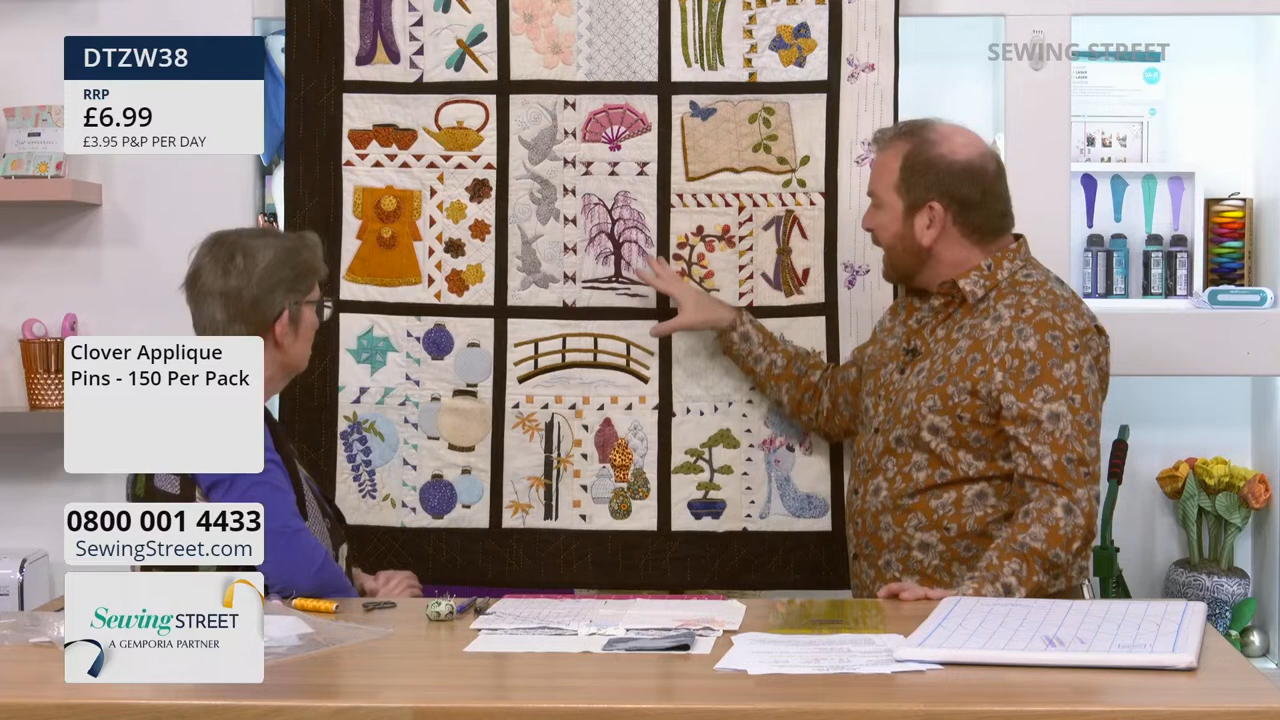 DTZW38
RRP
£6.99
£3.95 P&P PER DAY
SEWING STREET
Clover Applique
Pins - 150 Per Pack
0800 001 4433
SewingStreet.com
Sewing STREET
A GEMPORIA PARTNER